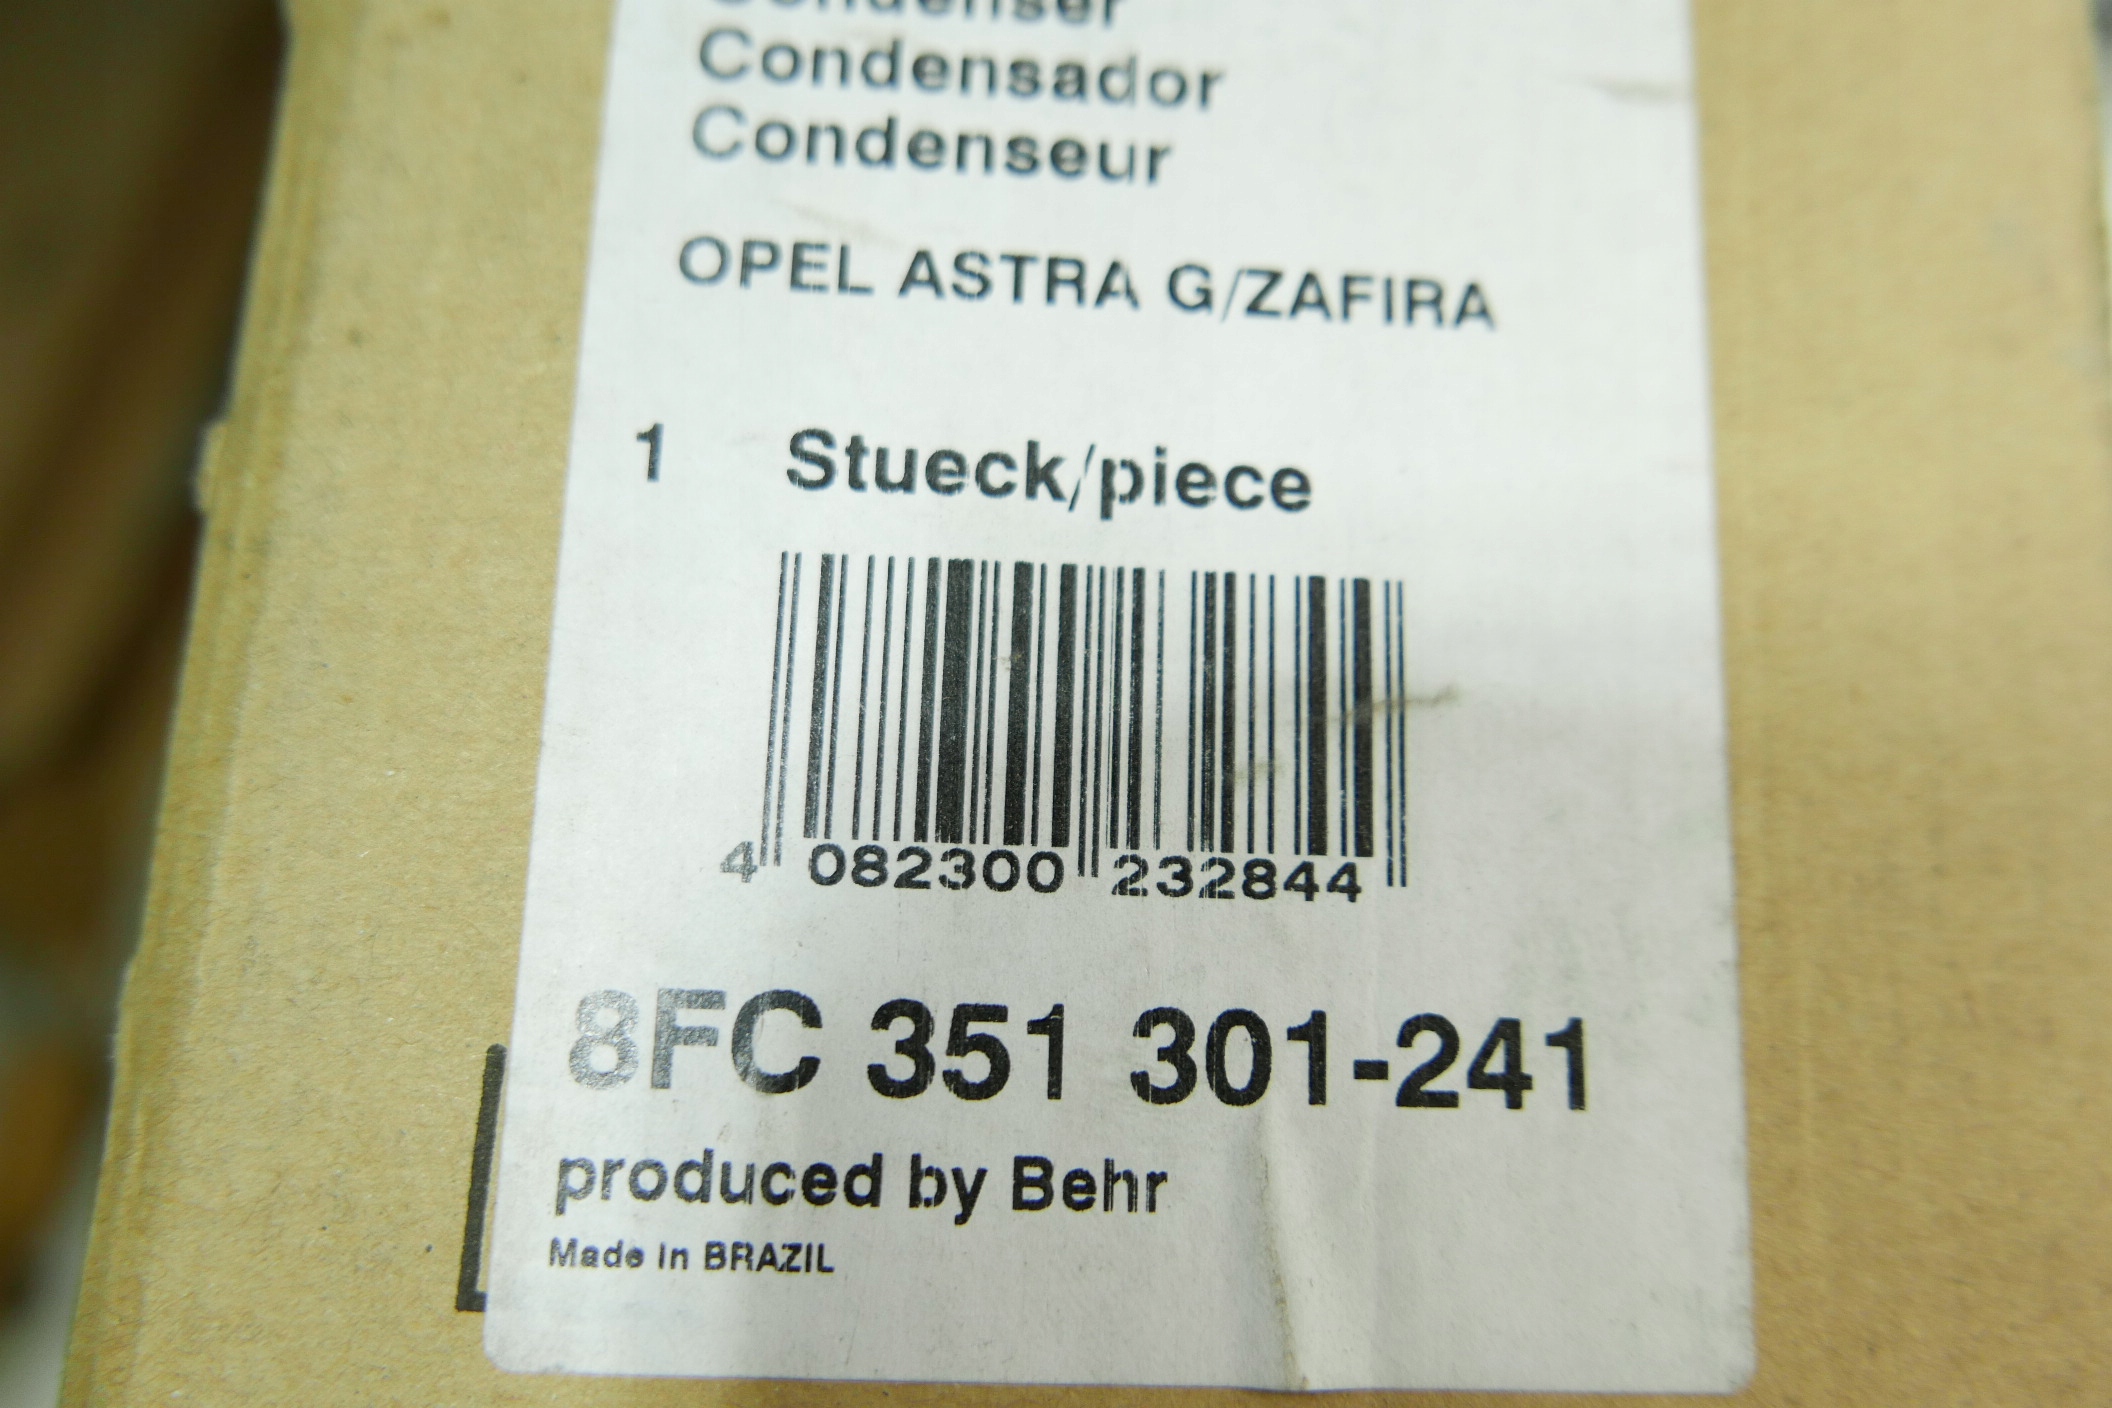 Condenser
Condensador
Condenseur
OPEL ASTRA G/ZAFIRA
1 Stueck/piece
4 082300 232844
8FC 351 301-241
produced by Behr
Made in BRAZIL